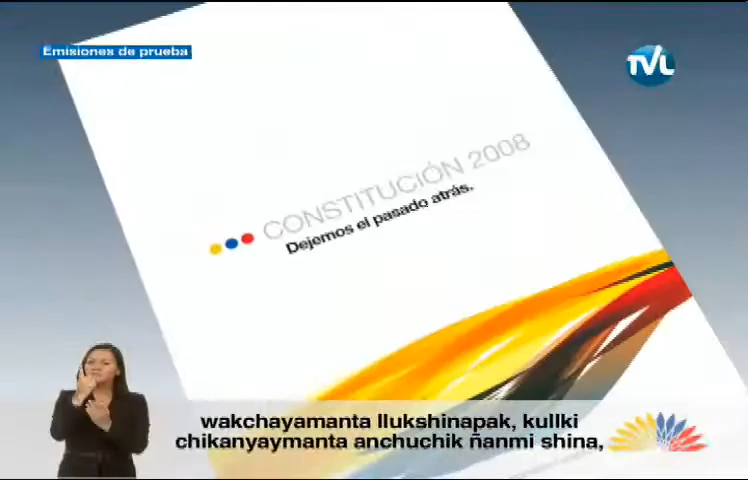 Emisiones de prueba
TVL
CONSTITUCIÓN 2008
Dejemos el pasado atrás.
wakchayamanta llukshinapak, kullki
chikanyaymanta anchuchik ñanmi shina,